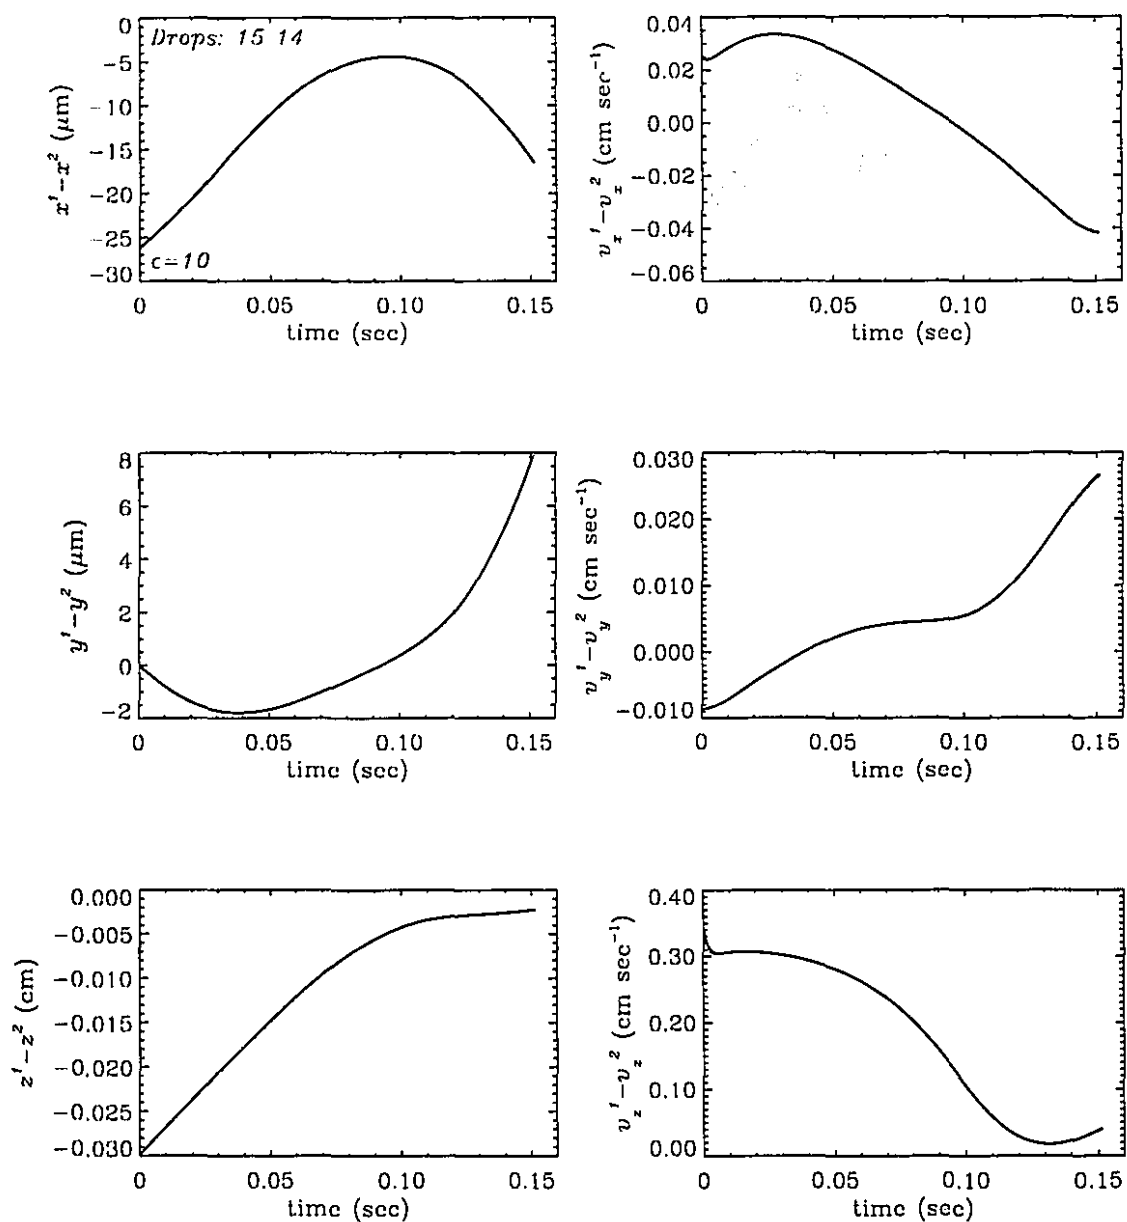 Drops: 15 14
ε=10
0
−5
−10
−15
−20
−25
−30
x¹−x² (μm)
0 0.05 0.10 0.15
time (sec)
0.04
0.02
0.00
−0.02
−0.04
−0.06
vₓ¹−vₓ² (cm sec⁻¹)
0 0.05 0.10 0.15
time (sec)
8
6
4
2
0
−2
y¹−y² (μm)
0 0.05 0.10 0.15
time (sec)
0.030
0.020
0.010
0.000
−0.010
v_y¹−v_y² (cm sec⁻¹)
0 0.05 0.10 0.15
time (sec)
0.000
−0.005
−0.010
−0.015
−0.020
−0.025
−0.030
z¹−z² (cm)
0 0.05 0.10 0.15
time (sec)
0.40
0.30
0.20
0.10
0.00
v_z¹−v_z² (cm sec⁻¹)
0 0.05 0.10 0.15
time (sec)